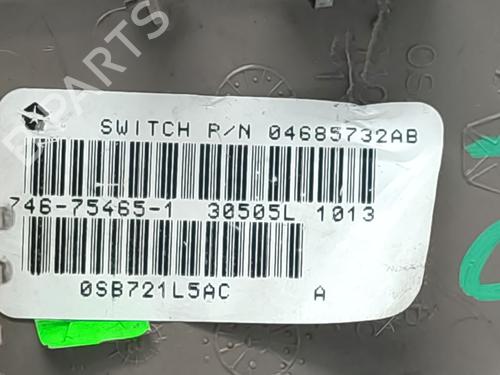 SWITCH P/N 04685732AB
746-75465-1 30505L 1013
0SB721L5AC A